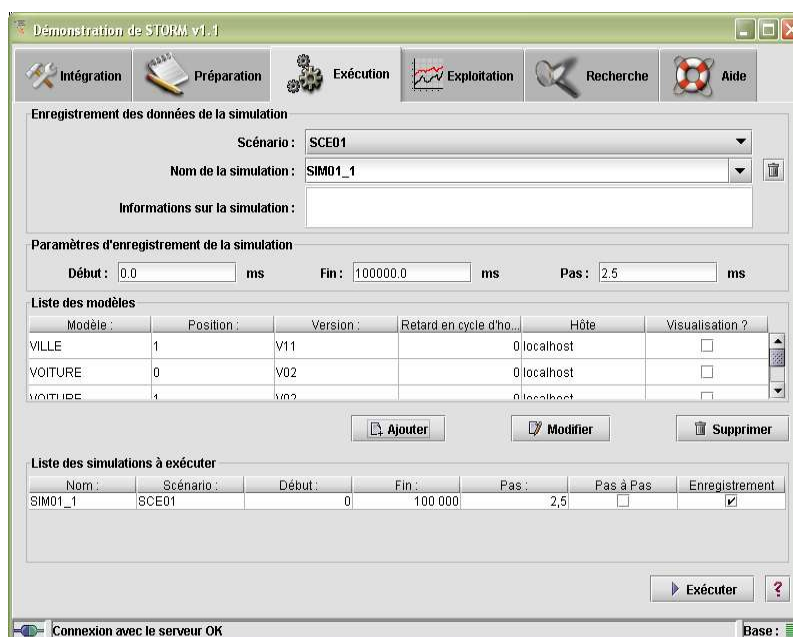 Démonstration de STORM v1.1
Intégration Préparation Exécution Exploitation Recherche Aide
Enregistrement des données de la simulation
Scénario : SCE01
Nom de la simulation : SIM01_1
Informations sur la simulation :
Paramètres d'enregistrement de la simulation
Début : 0.0 ms Fin : 100000.0 ms Pas : 2.5 ms
Liste des modèles
Modèle : Position : Version : Retard en cycle d'ho... Hôte Visualisation ?
VILLE 1 V11 0 localhost
VOITURE 0 V02 0 localhost
VOITURE 1 V02 0 localhost
Ajouter Modifier Supprimer
Liste des simulations à exécuter
Nom : Scénario : Début : Fin : Pas : Pas à Pas Enregistrement
SIM01_1 SCE01 0 100 000 2,5
Exécuter ?
Connexion avec le serveur OK Base :